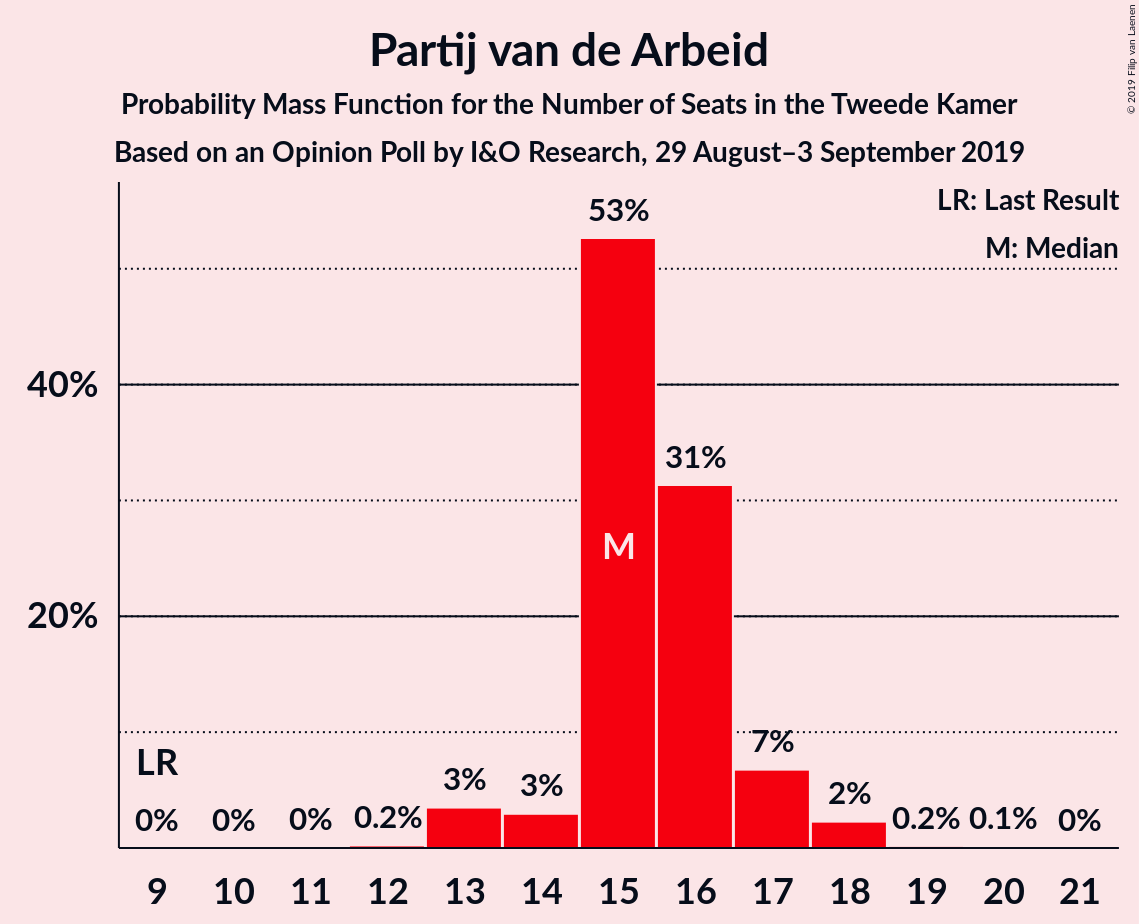 Partij van de Arbeid
Probability Mass Function for the Number of Seats in the Tweede Kamer
Based on an Opinion Poll by I&O Research, 29 August–3 September 2019
© 2019 Filip van Laenen
LR: Last Result
M: Median
53%
40%
31%
M
20%
7%
LR
3%
3%
2%
0%
0%
0%
0.2%
0.2%
0.1%
0%
9 10 11 12 13 14 15 16 17 18 19 20 21